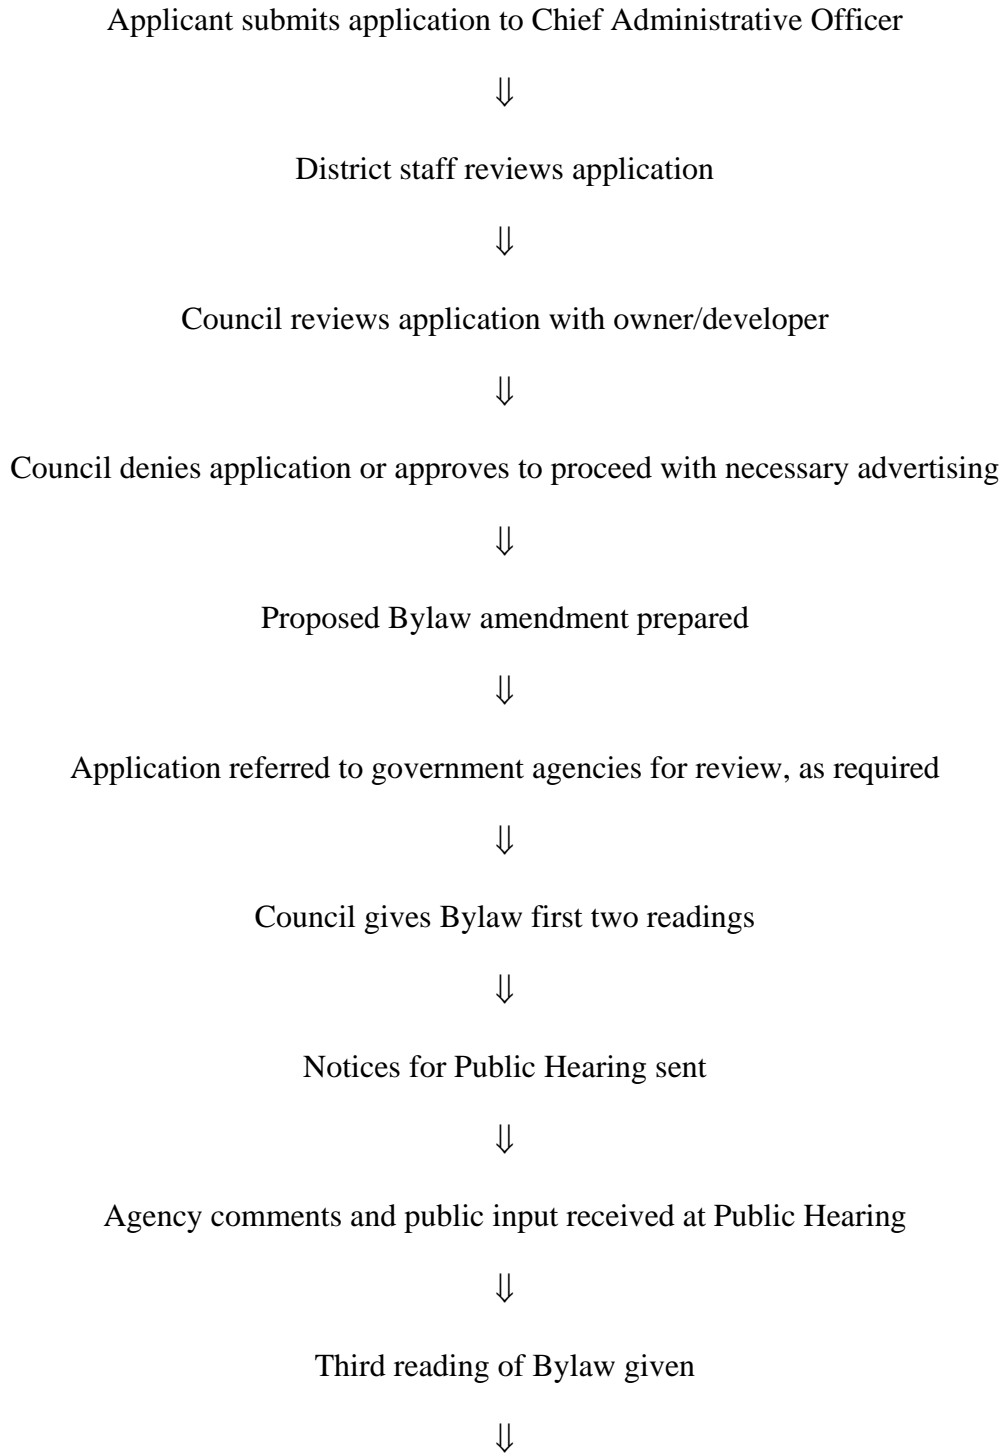 Applicant submits application to Chief Administrative Officer
⇓
District staff reviews application
⇓
Council reviews application with owner/developer
⇓
Council denies application or approves to proceed with necessary advertising
⇓
Proposed Bylaw amendment prepared
⇓
Application referred to government agencies for review, as required
⇓
Council gives Bylaw first two readings
⇓
Notices for Public Hearing sent
⇓
Agency comments and public input received at Public Hearing
⇓
Third reading of Bylaw given
⇓